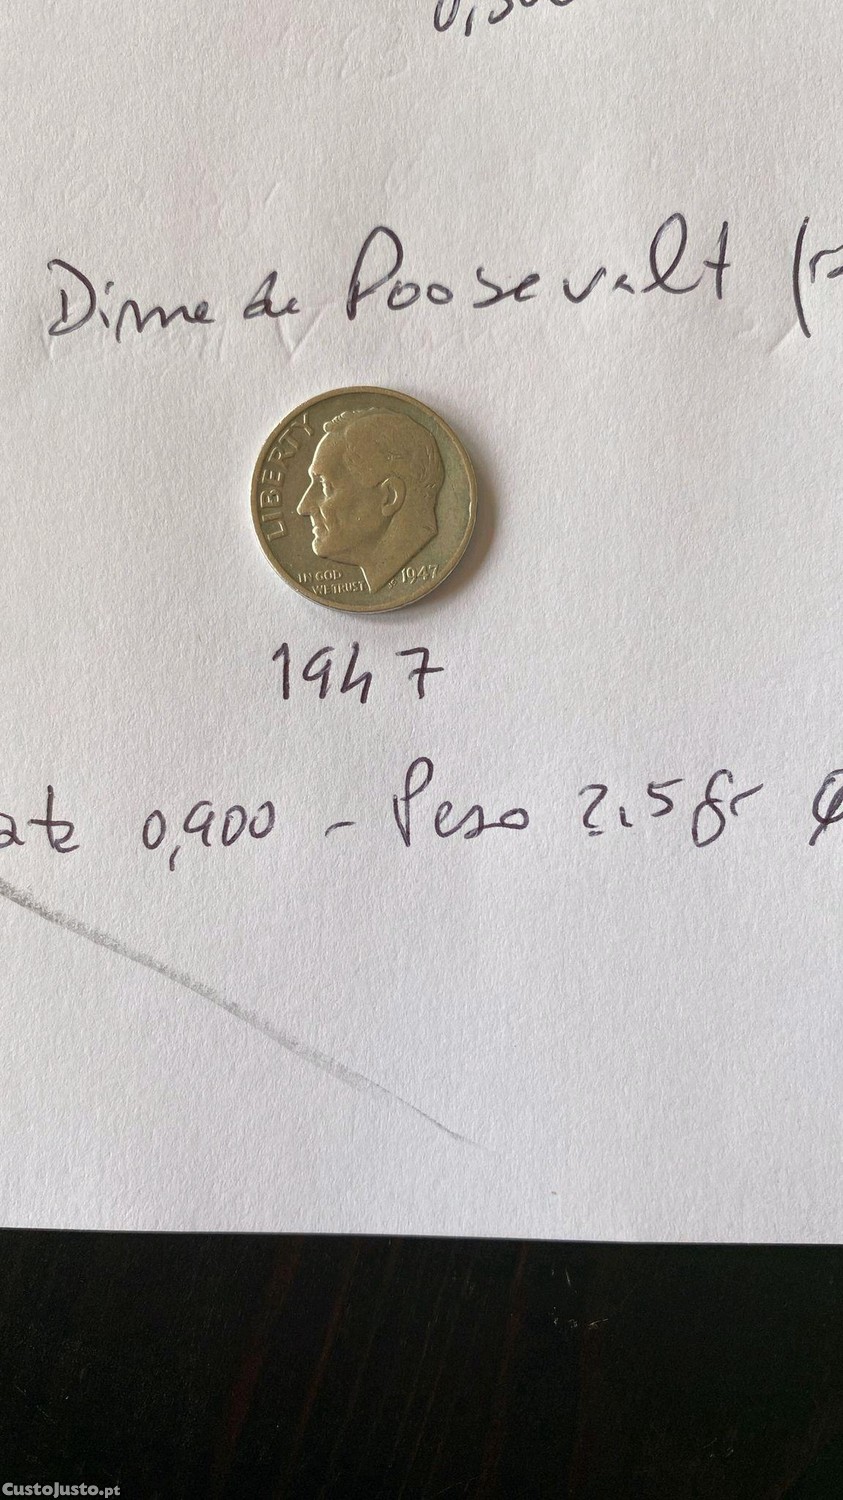 Dime de Roosevelt (
LIBERTY
IN GOD
WE TRUST
1947
1947
0,900 - Peso 2.5 gr Ø
CustoJusto.pt